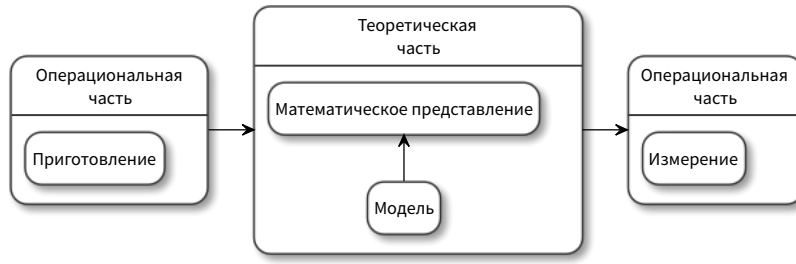 Операциональная
часть
Приготовление
Теоретическая
часть
Математическое представление
Модель
Операциональная
часть
Измерение